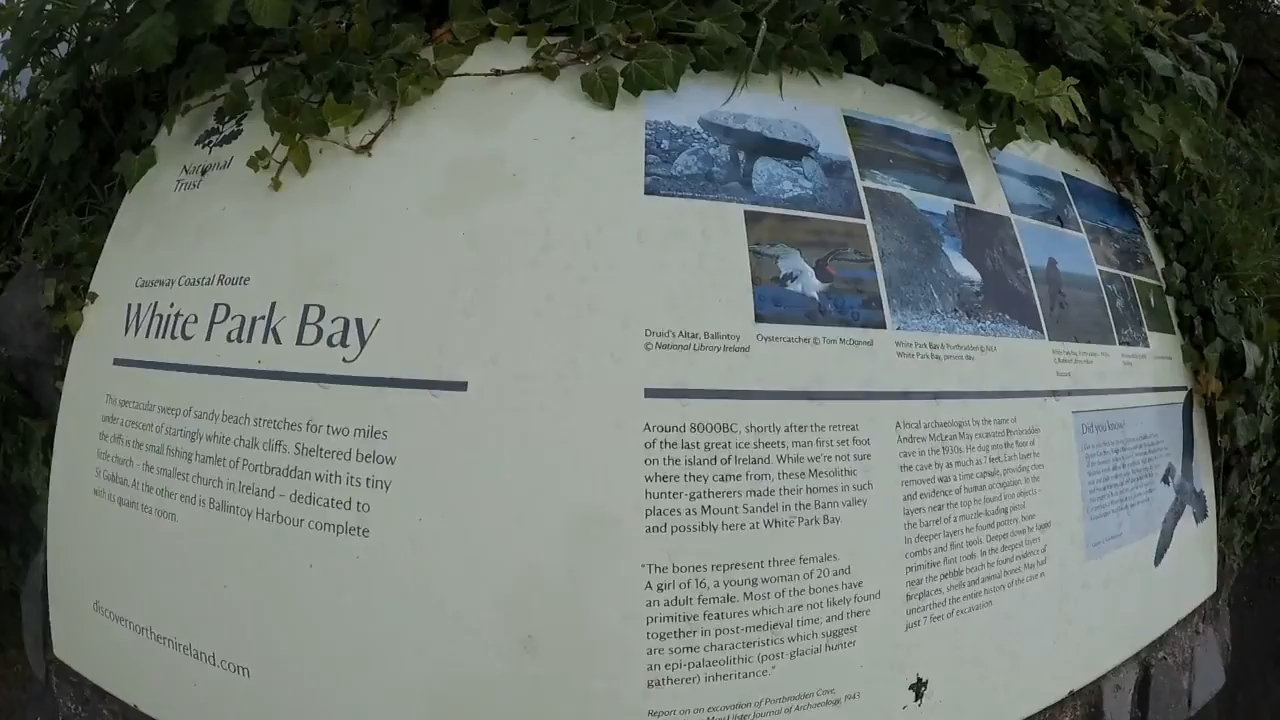 National
Trust
Causeway Coastal Route
White Park Bay
This spectacular sweep of sandy beach stretches for two miles
under a crescent of startingly white chalk cliffs. Sheltered below
the cliffs is the small fishing hamlet of Portbraddan with its tiny
little church – the smallest church in Ireland – dedicated to
St Gobban. At the other end is Ballintoy Harbour complete
with its quaint tea room.
discovernorthernireland.com
Druid's Altar, Ballintoy
© National Library Ireland
Oystercatcher © Tom McDonnell
White Park Bay & Portbradden ©
White Park Bay, present day
Around 8000BC, shortly after the retreat
of the last great ice sheets, man first set foot
on the island of Ireland. While we're not sure
where they came from, these Mesolithic
hunter-gatherers made their homes in such
places as Mount Sandel in the Bann valley
and possibly here at White Park Bay.
"The bones represent three females.
A girl of 16, a young woman of 20 and
an adult female. Most of the bones have
primitive features which are not likely found
together in post-medieval time; and there
are some characteristics which suggest
an epi-palaeolithic (post-glacial hunter
gatherer) inheritance."
Report on an excavation of Portbradden Cave,
Ulster Journal of Archaeology, 1943
A local archaeologist by the name of
Andrew McLean May excavated Portbradden
cave in the 1930s. He dug into the floor of
the cave by as much as 7 feet. Each layer he
removed was a time capsule, providing clues
and evidence of human occupation. In the
layers near the top he found iron objects –
the barrel of a muzzle-loading pistol.
In deeper layers he found pottery, bone
combs and flint tools. Deeper down he found
primitive flint tools. In the deepest layers
near the pebble beach he found evidence of
fireplaces, shells and animal bones. May had
unearthed the entire history of the cave in
just 7 feet of excavation.
Did you know?